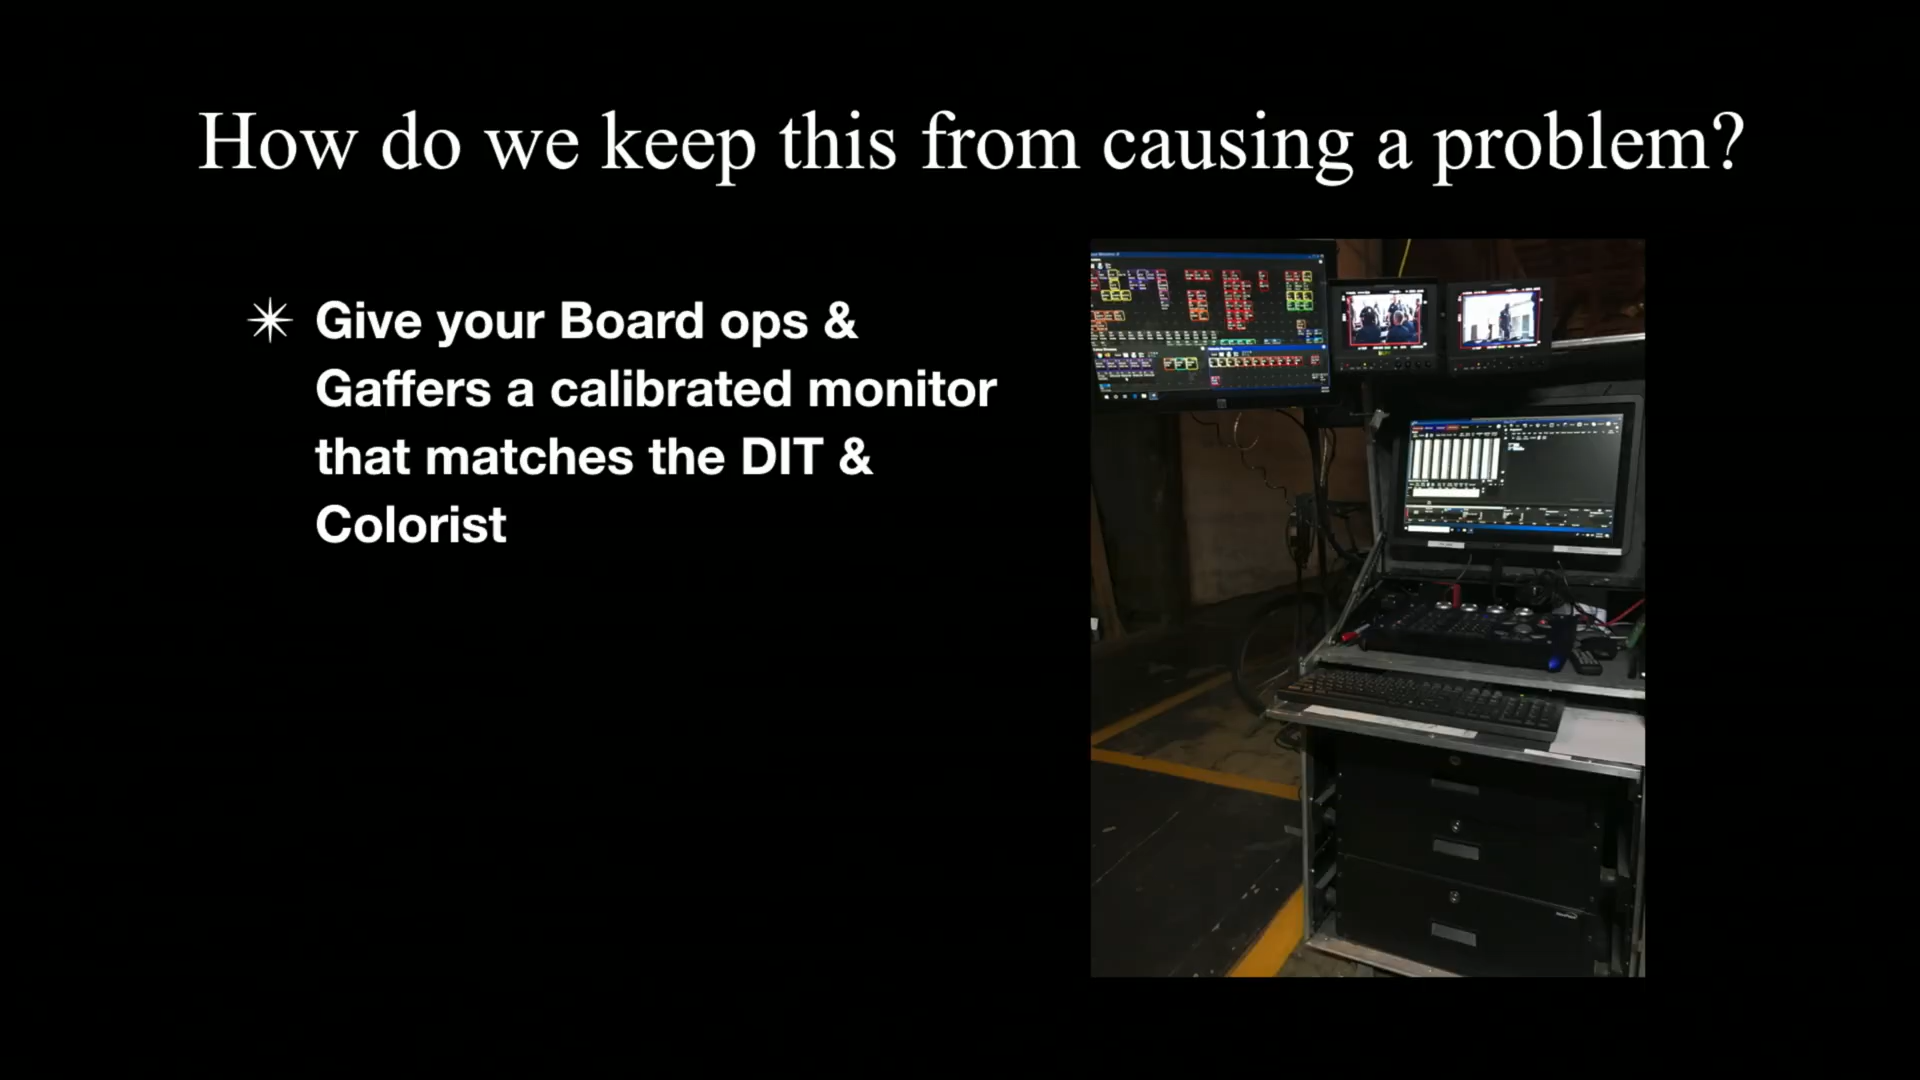 How do we keep this from causing a problem?
Give your Board ops &
Gaffers a calibrated monitor
that matches the DIT &
Colorist